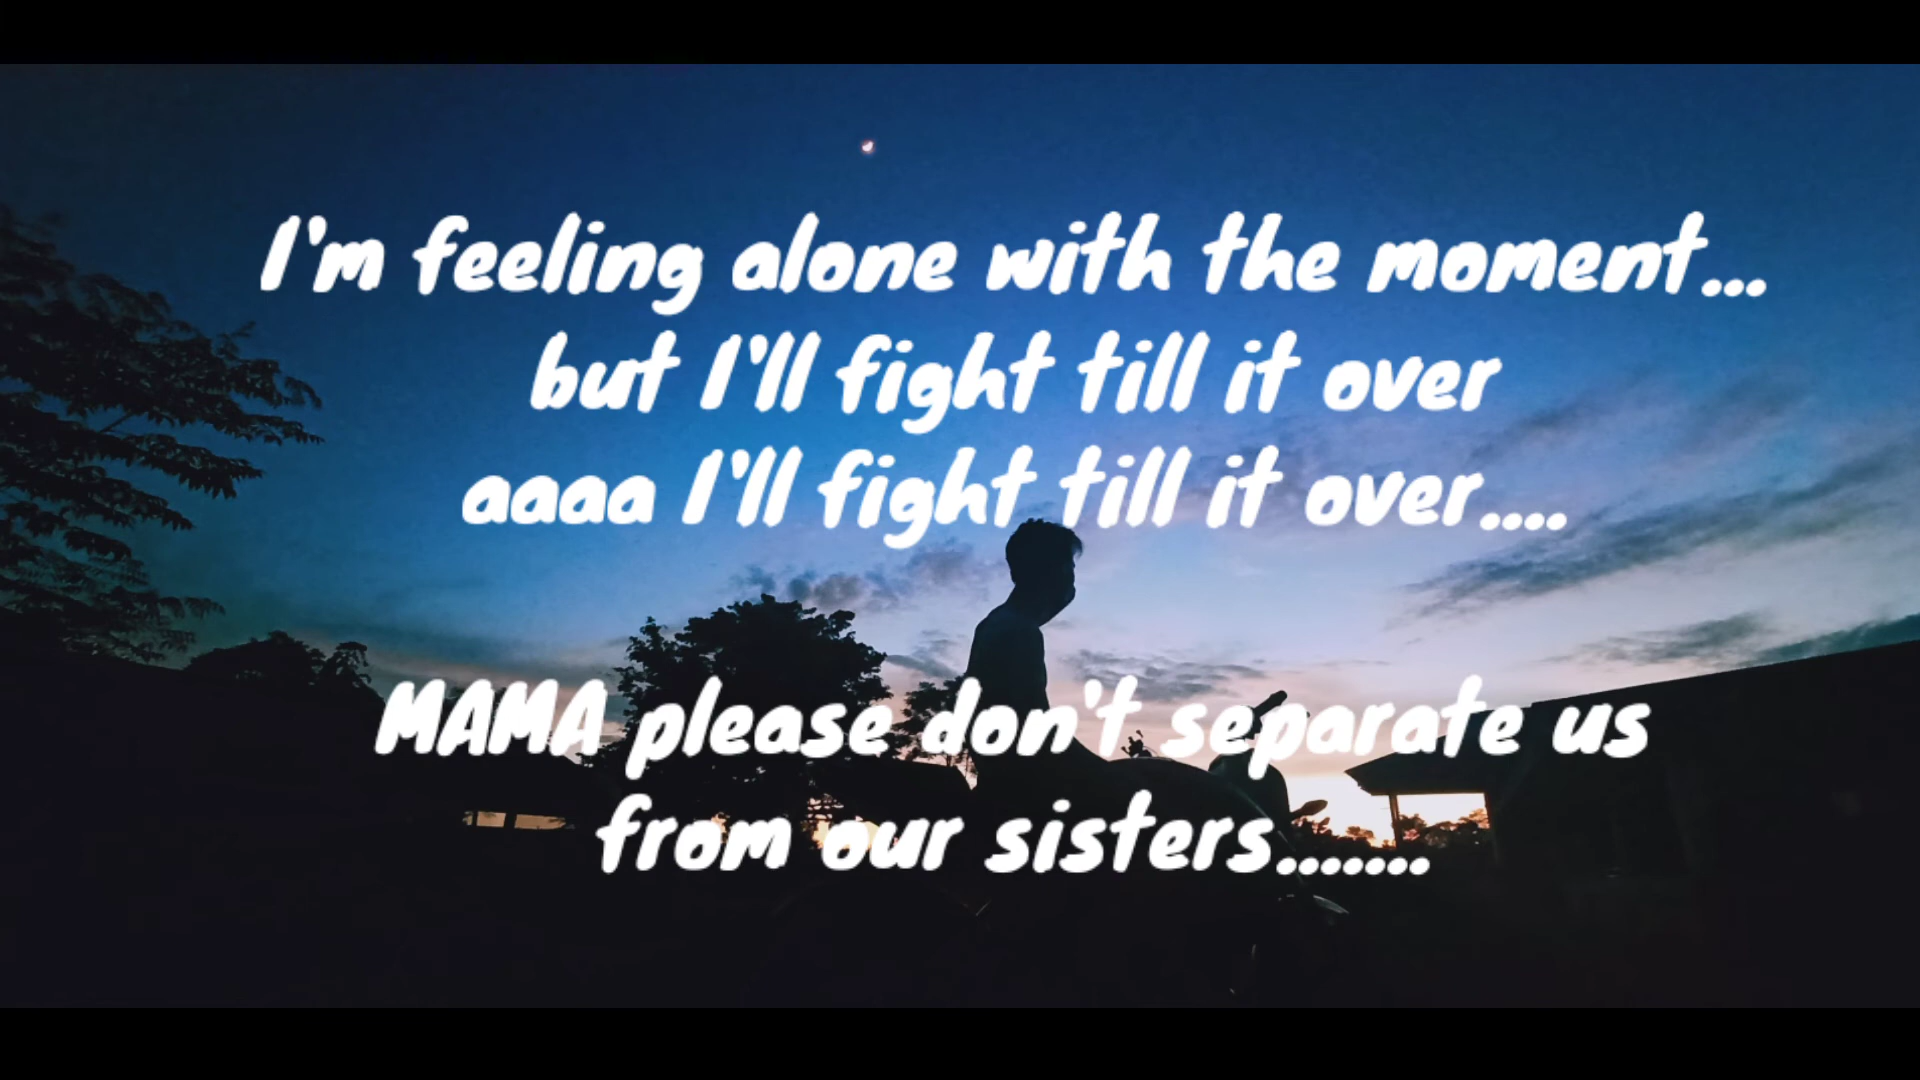 I'm feeling alone with the moment...
but I'll fight till it over
aaaa I'll fight till it over....
MAMA please don't separate us
from our sisters.......